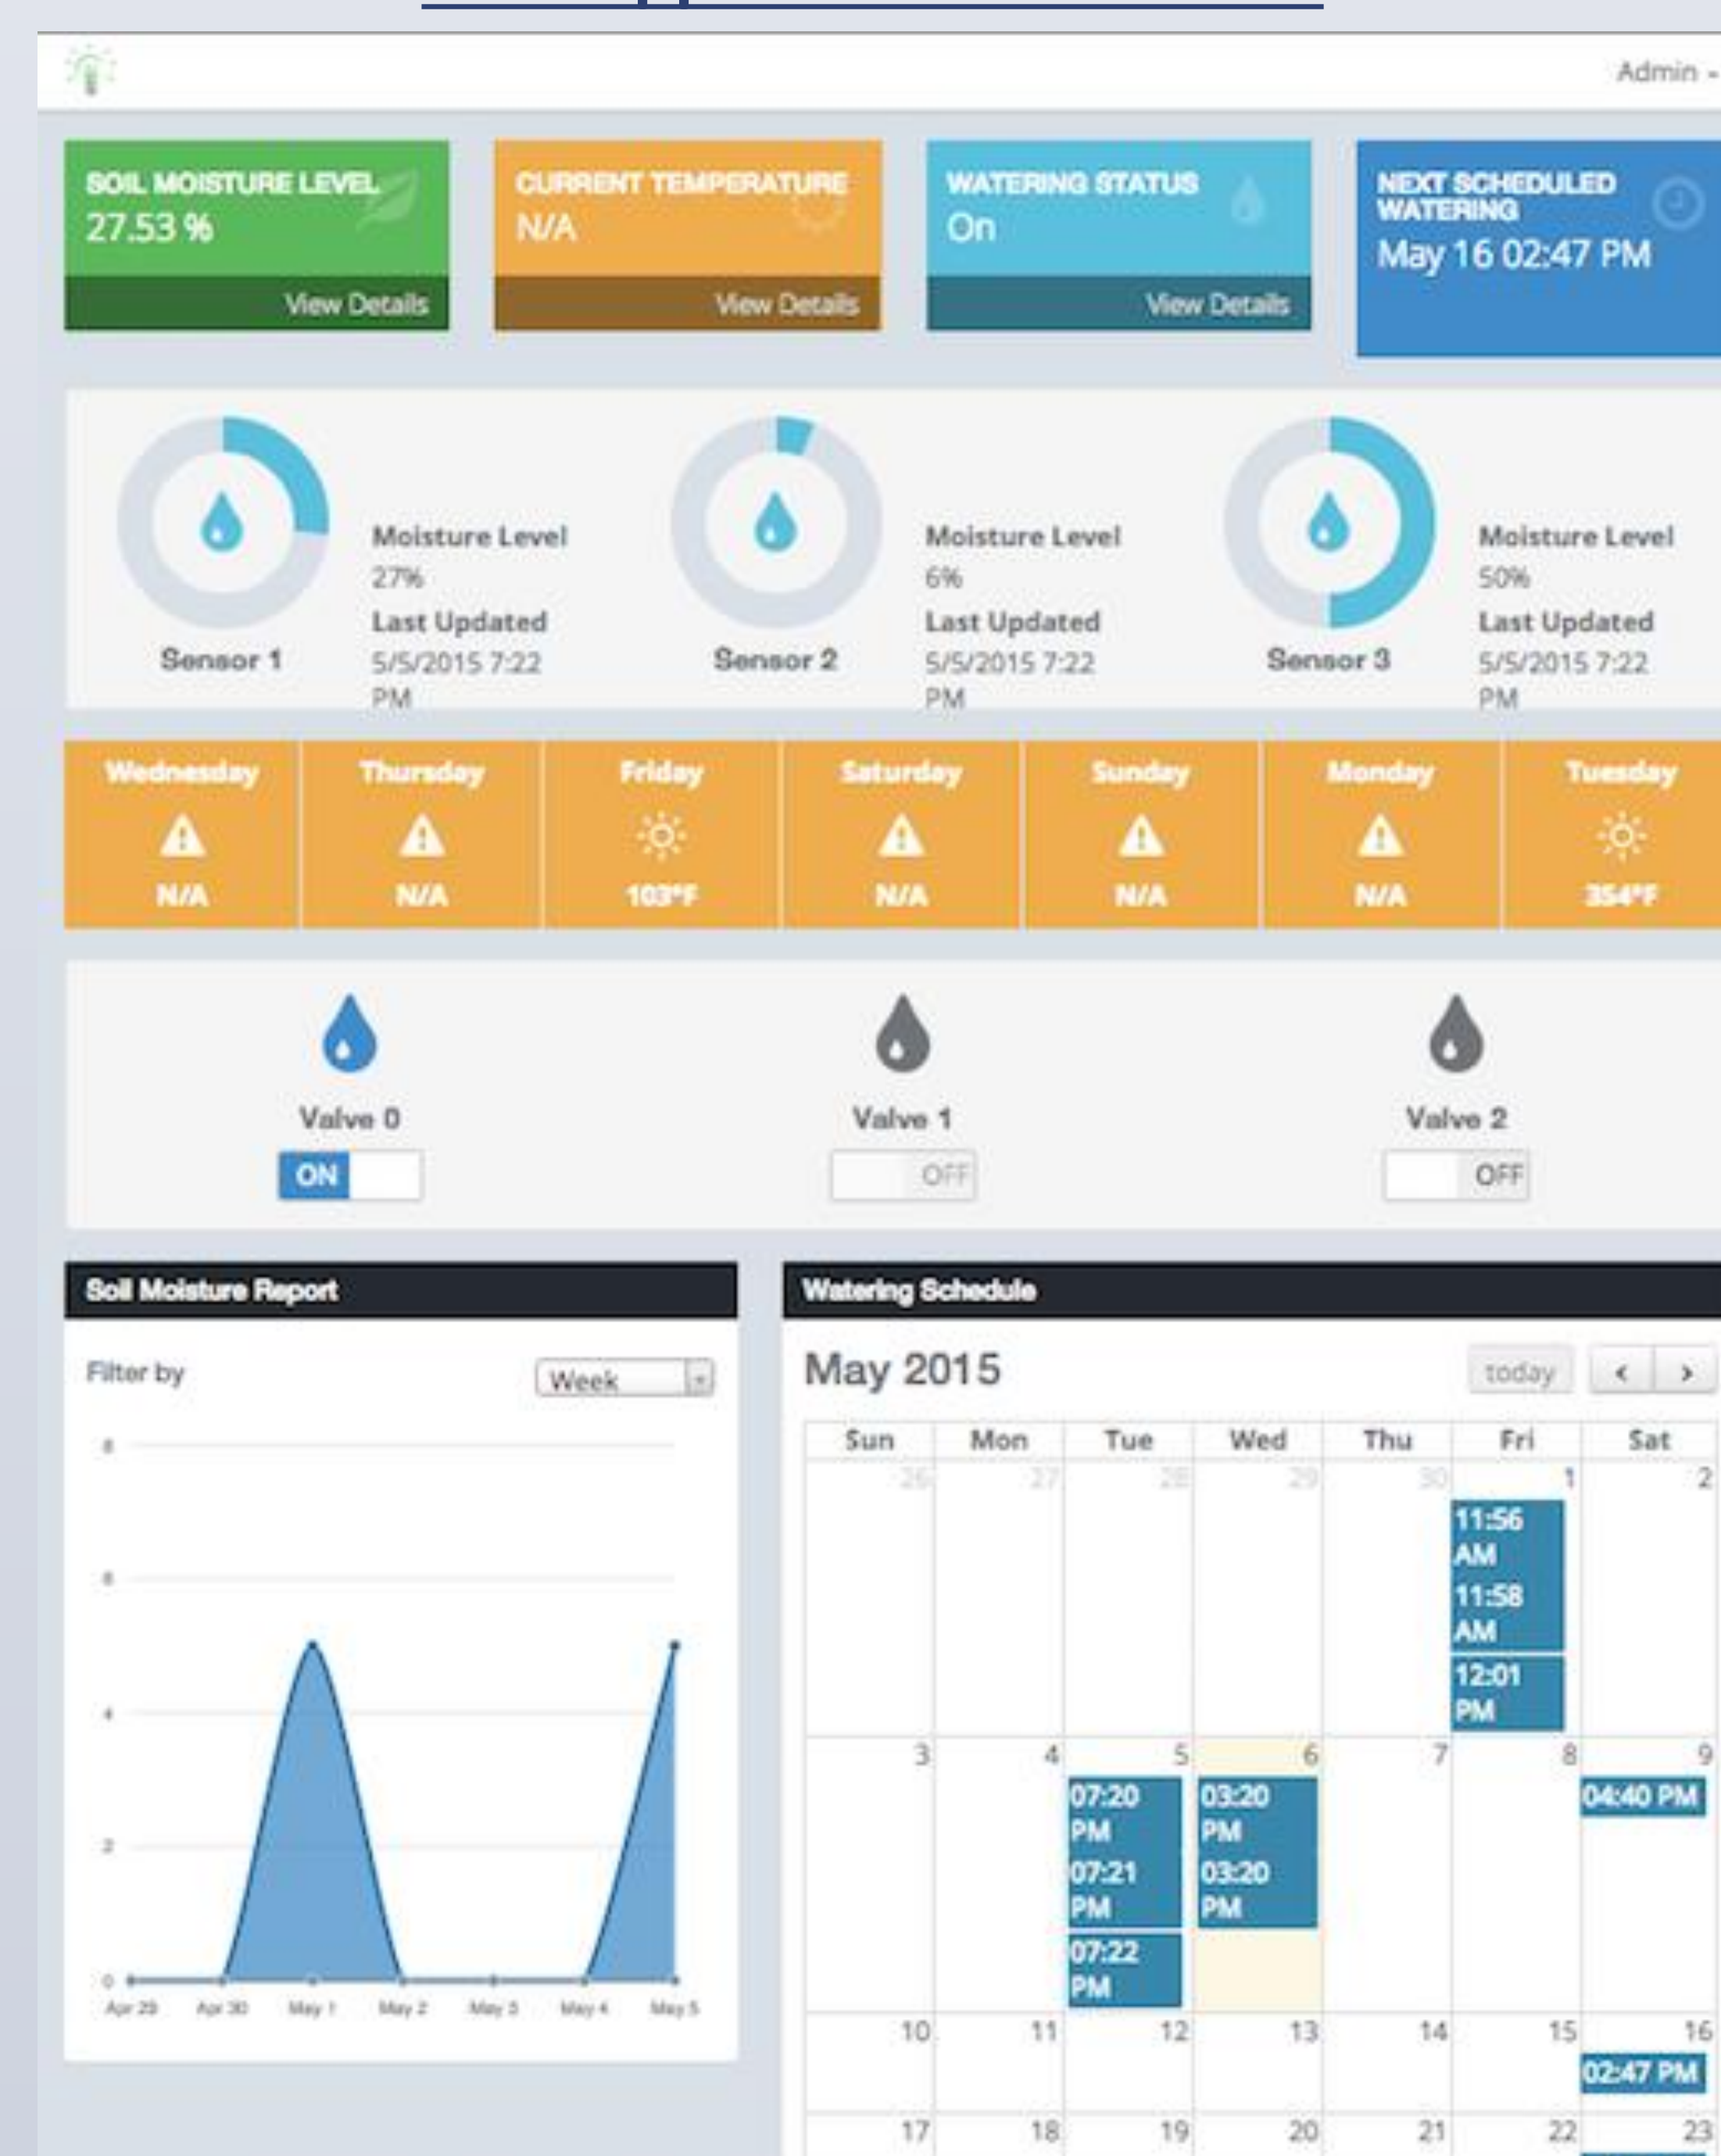 Admin
SOIL MOISTURE LEVEL
27.53 %
View Details
CURRENT TEMPERATURE
N/A
View Details
WATERING STATUS
On
View Details
NEXT SCHEDULED
WATERING
May 16 02:47 PM
Sensor 1
Moisture Level
27%
Last Updated
5/5/2015 7:22
PM
Sensor 2
Moisture Level
6%
Last Updated
5/5/2015 7:22
PM
Sensor 3
Moisture Level
50%
Last Updated
5/5/2015 7:22
PM
Wednesday
N/A
Thursday
N/A
Friday
103°F
Saturday
N/A
Sunday
N/A
Monday
N/A
Tuesday
354°F
Valve 0
ON
Valve 1
OFF
Valve 2
OFF
Soil Moisture Report
Filter by
Week
8
6
4
2
0
Apr 29 Apr 30 May 1 May 2 May 3 May 4 May 5
Watering Schedule
May 2015
today < >
Sun Mon Tue Wed Thu Fri Sat
26 27 28 29 30 1 2
11:56
AM
11:58
AM
12:01
PM
3 4 5 6 7 8 9
07:20
PM
07:21
PM
07:22
PM
03:20
PM
03:20
PM
04:40 PM
10 11 12 13 14 15 16
02:47 PM
17 18 19 20 21 22 23